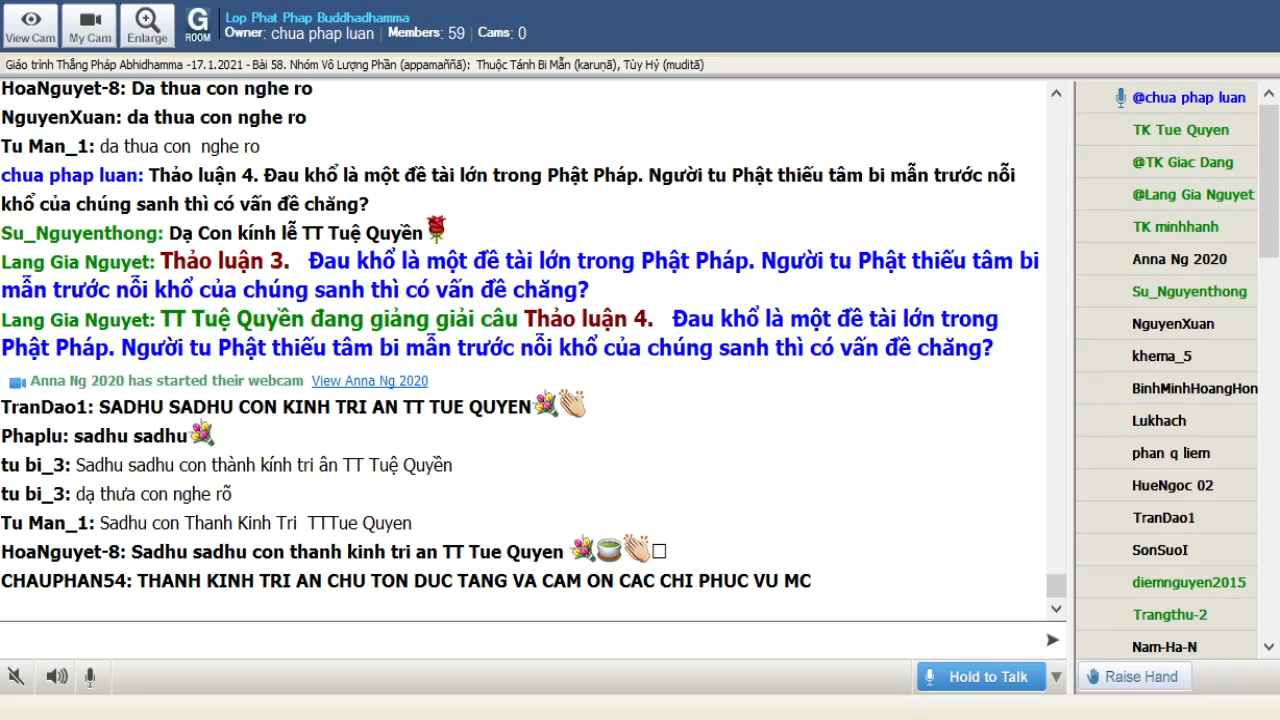 View Cam
My Cam
Enlarge
G ROOM
Lop Phat Phap Buddhadhamma
Owner: chua phap luan | Members: 59 | Cams: 0
Giáo trình Thắng Pháp Abhidhamma -17.1.2021 - Bài 58. Nhóm Vô Lượng Phần (appamaññā): Thuộc Tánh Bi Mẫn (karuṇā), Tùy Hỷ (muditā)
HoaNguyet-8: Da thua con nghe ro
NguyenXuan: da thua con nghe ro
Tu Man_1: da thua con nghe ro
chua phap luan: Thảo luận 4. Đau khổ là một đề tài lớn trong Phật Pháp. Người tu Phật thiếu tâm bi mẫn trước nỗi
khổ của chúng sanh thì có vấn đề chăng?
Su_Nguyenthong: Dạ Con kính lễ TT Tuệ Quyền
Lang Gia Nguyet: Thảo luận 3. Đau khổ là một đề tài lớn trong Phật Pháp. Người tu Phật thiếu tâm bi
mẫn trước nỗi khổ của chúng sanh thì có vấn đề chăng?
Lang Gia Nguyet: TT Tuệ Quyền đang giảng giải câu Thảo luận 4. Đau khổ là một đề tài lớn trong
Phật Pháp. Người tu Phật thiếu tâm bi mẫn trước nỗi khổ của chúng sanh thì có vấn đề chăng?
Anna Ng 2020 has started their webcam View Anna Ng 2020
TranDao1: SADHU SADHU CON KINH TRI AN TT TUE QUYEN
Phaplu: sadhu sadhu
tu bi_3: Sadhu sadhu con thành kính tri ân TT Tuệ Quyền
tu bi_3: dạ thưa con nghe rõ
Tu Man_1: Sadhu con Thanh Kinh Tri TTTue Quyen
HoaNguyet-8: Sadhu sadhu con thanh kinh tri an TT Tue Quyen
CHAUPHAN54: THANH KINH TRI AN CHU TON DUC TANG VA CAM ON CAC CHI PHUC VU MC
Hold to Talk
@chua phap luan
TK Tue Quyen
@TK Giac Dang
@Lang Gia Nguyet
TK minhhanh
Anna Ng 2020
Su_Nguyenthong
NguyenXuan
khema_5
BinhMinhHoangHon
Lukhach
phan q liem
HueNgoc 02
TranDao1
SonSuoI
diemnguyen2015
Trangthu-2
Nam-Ha-N
Raise Hand